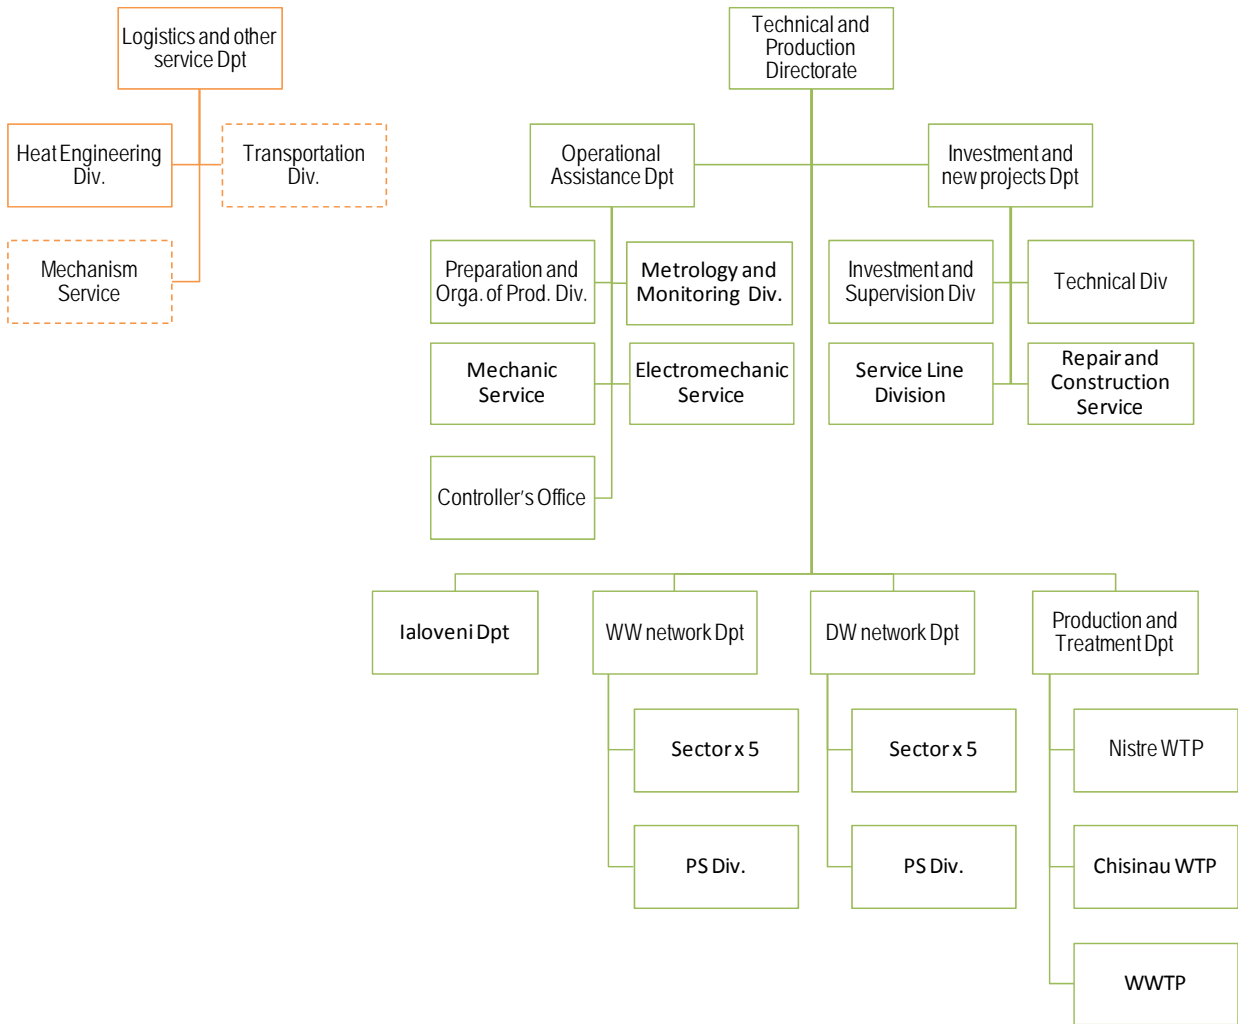 Logistics and other
service Dpt
Technical and
Production
Directorate
Heat Engineering
Div.
Transportation
Div.
Operational
Assistance Dpt
Investment and
new projects Dpt
Mechanism
Service
Preparation and
Orga. of Prod. Div.
Metrology and
Monitoring Div.
Investment and
Supervision Div
Technical Div
Mechanic
Service
Electromechanic
Service
Service Line
Division
Repair and
Construction
Service
Controller's Office
Ialoveni Dpt
WW network Dpt
DW network Dpt
Production and
Treatment Dpt
Sector x 5
Sector x 5
Nistre WTP
PS Div.
PS Div.
Chisinau WTP
WWTP